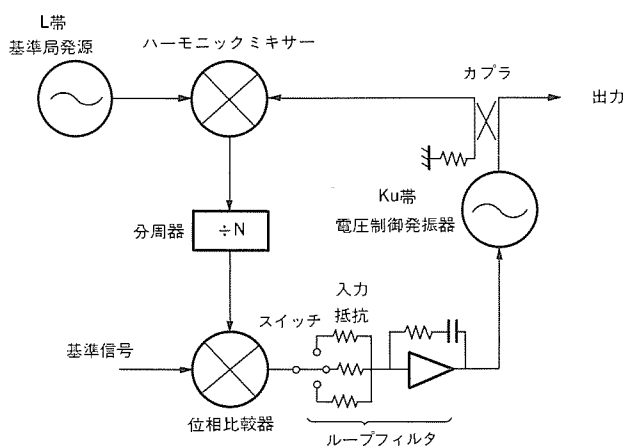 L帯
基準局発源
ハーモニックミキサー
カプラ
出力
Ku帯
電圧制御発振器
分周器
÷N
スイッチ
入力
抵抗
基準信号
位相比較器
ループフィルタ